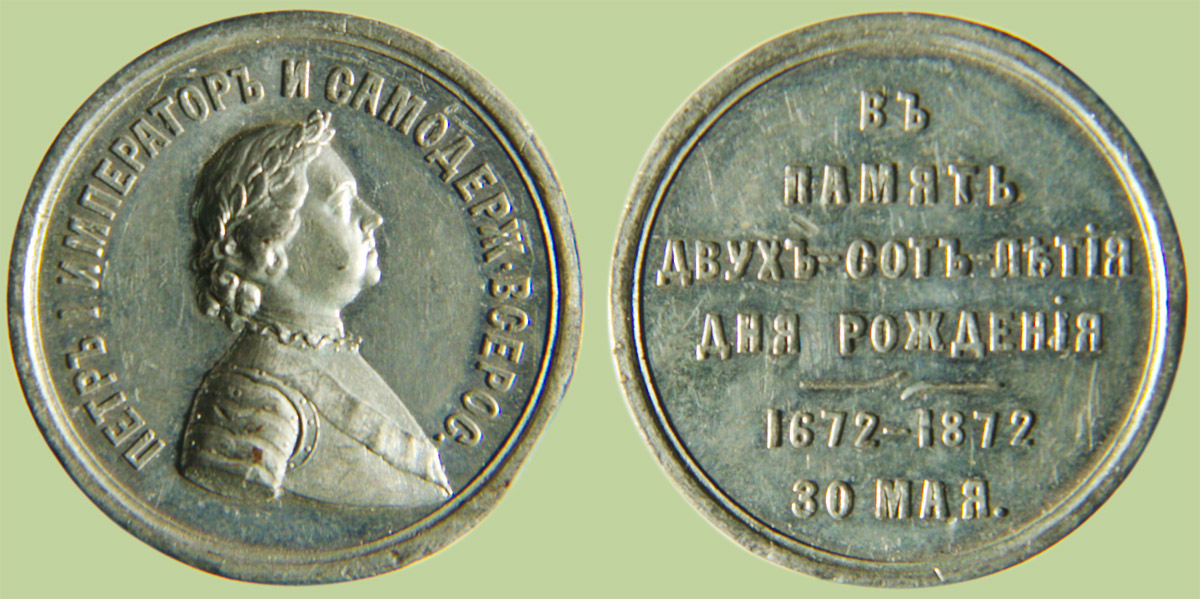 ПЕТРЪ I ИМПЕРАТОРЪ И САМОДЕРЖ·ВСЕРОС.
ВЪ
ПАМЯТЬ
ДВУХЪ-СОТЪ-ЛѢТІЯ
ДНЯ РОЖДЕНІЯ
1672-1872
30 МАЯ.